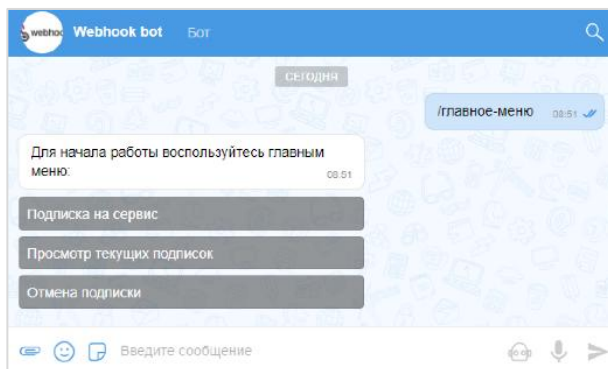 webhoo
Webhook bot Бот
СЕГОДНЯ
/главное-меню 08:51
Для начала работы воспользуйтесь главным
меню:
08:51
Подписка на сервис
Просмотр текущих подписок
Отмена подписки
Введите сообщение